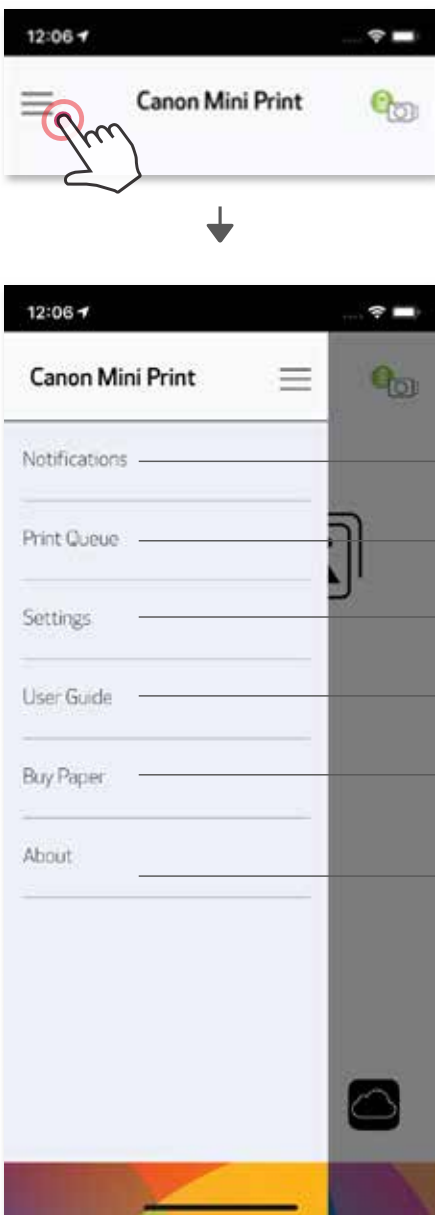 12:06
Canon Mini Print
12:06
Canon Mini Print
Notifications
Print Queue
Settings
User Guide
Buy Paper
About